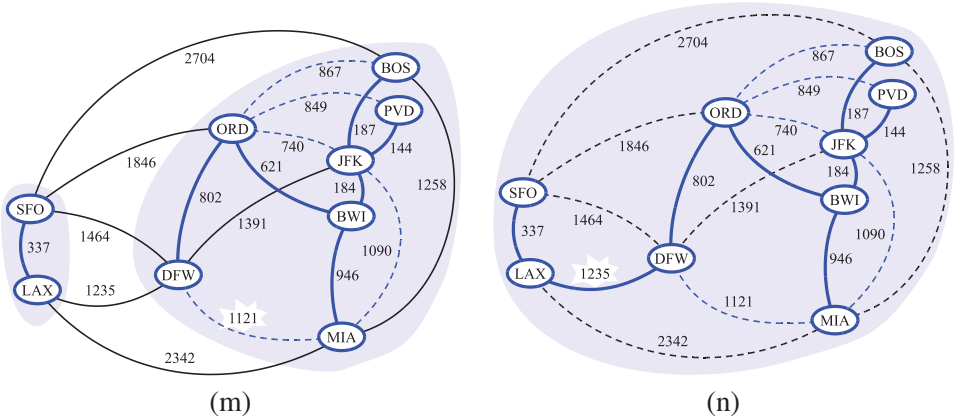 2704
867
BOS
849
PVD
ORD
187
740
144
1846
JFK
621
184
802
1258
SFO
1391
BWI
1464
337
1090
DFW
946
LAX
1235
1121
MIA
2342
(m)
2704
BOS
867
849
PVD
ORD
187
740
144
1846
JFK
621
184
1258
802
SFO
BWI
1391
1464
337
1090
DFW
946
LAX
1235
1121
MIA
2342
(n)